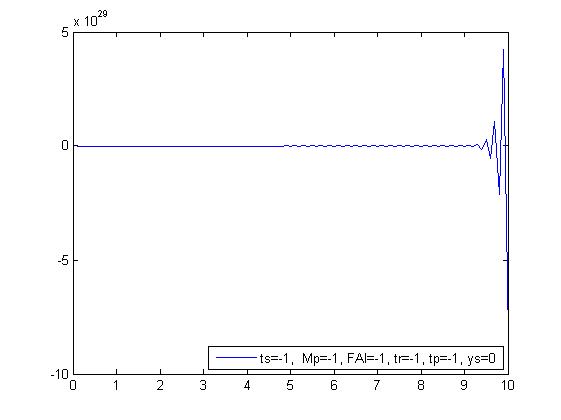 x 10^29
5
0
-5
-10
ts=-1,  Mp=-1, FAI=-1, tr=-1, tp=-1, ys=0
0 1 2 3 4 5 6 7 8 9 10